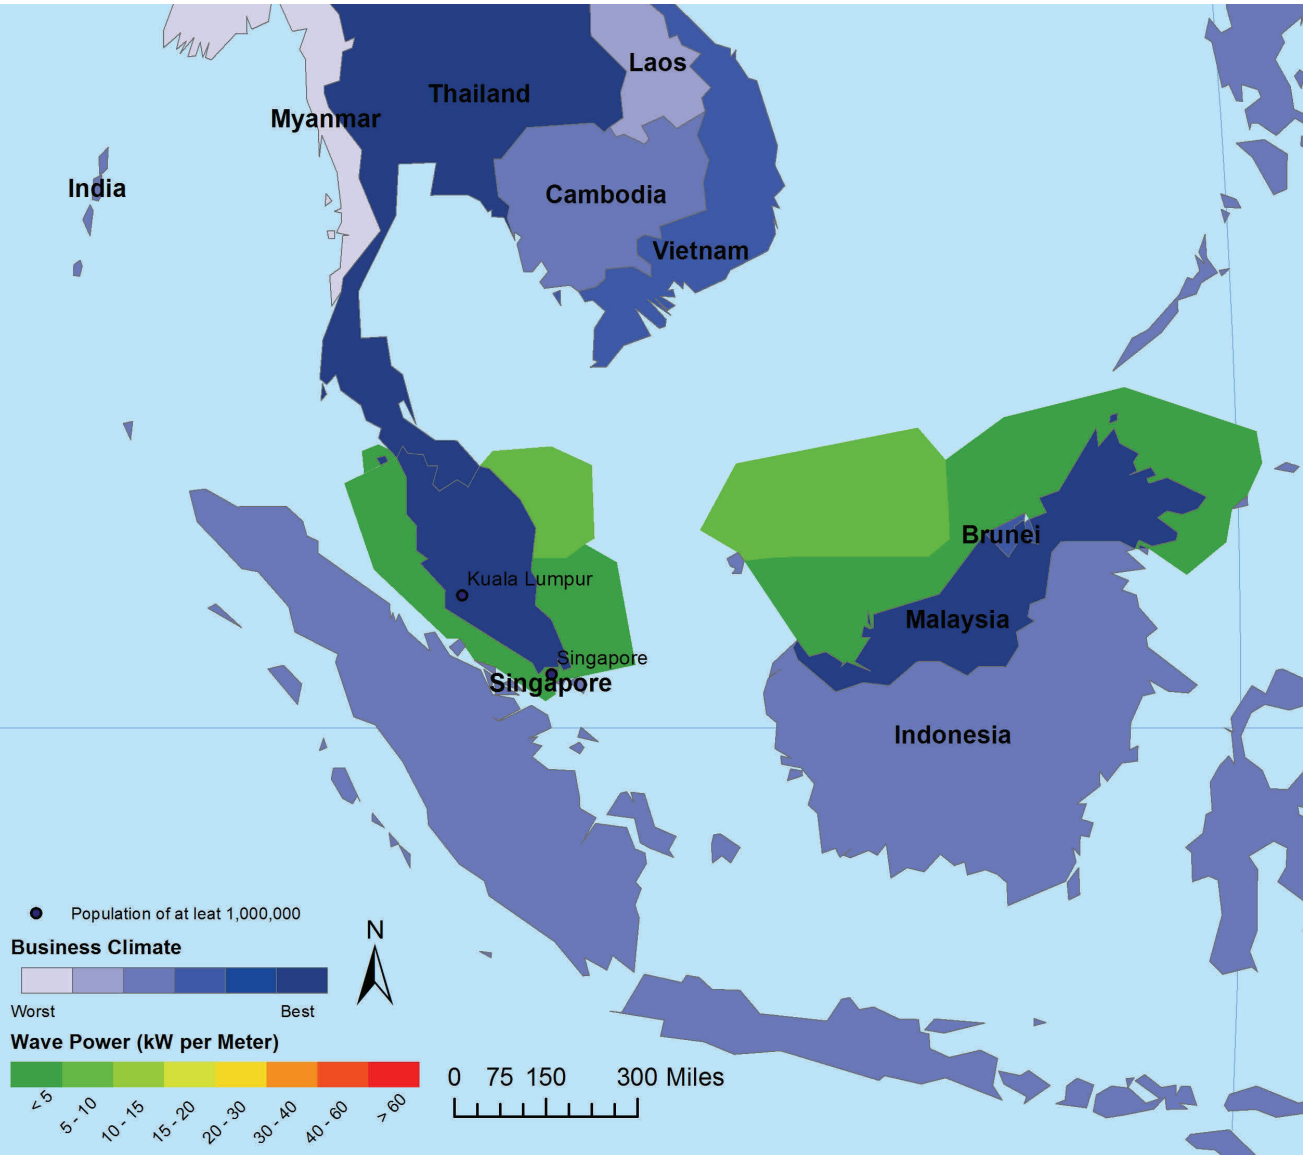 Laos
Thailand
Myanmar
India
Cambodia
Vietnam
Brunei
Kuala Lumpur
Malaysia
Singapore
Singapore
Indonesia
Population of at leat 1,000,000
N
Business Climate
Worst Best
Wave Power (kW per Meter)
< 5 5 - 10 10 - 15 15 - 20 20 - 30 30 - 40 40 - 60 > 60
0 75 150 300 Miles